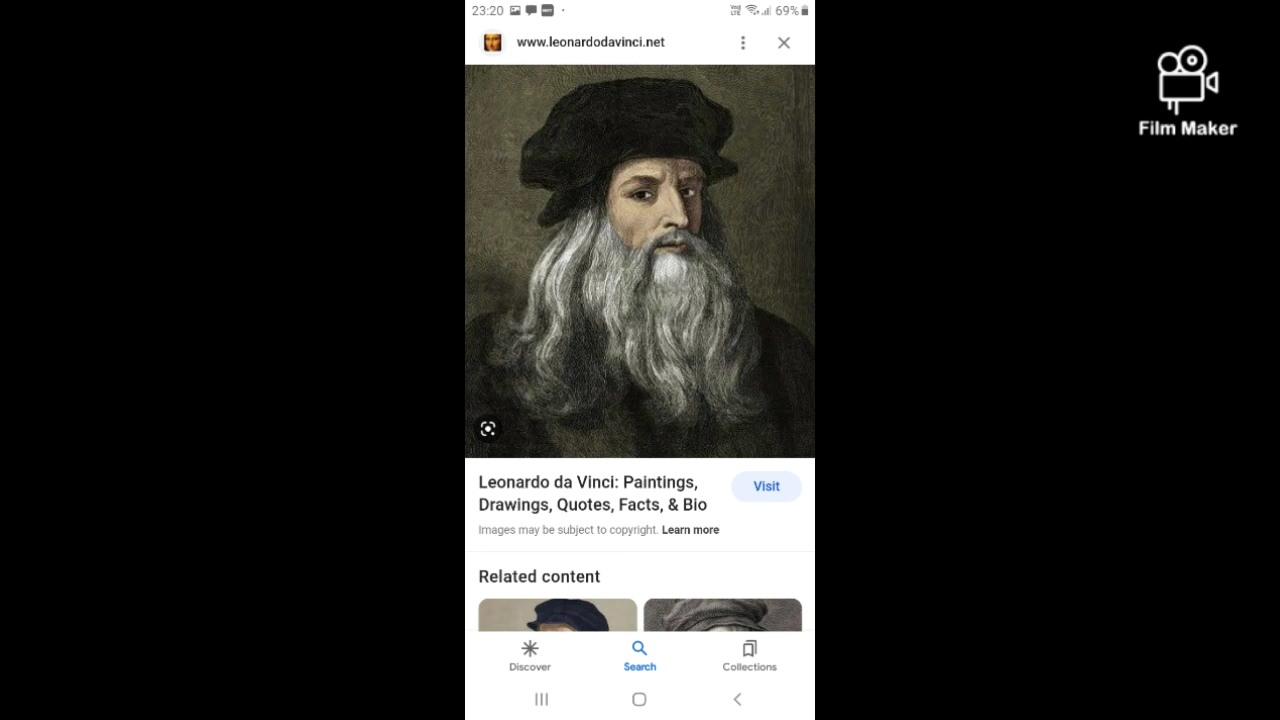 23:20
69%
www.leonardodavinci.net
Film Maker
Leonardo da Vinci: Paintings,
Drawings, Quotes, Facts, & Bio
Visit
Images may be subject to copyright. Learn more
Related content
Discover
Search
Collections